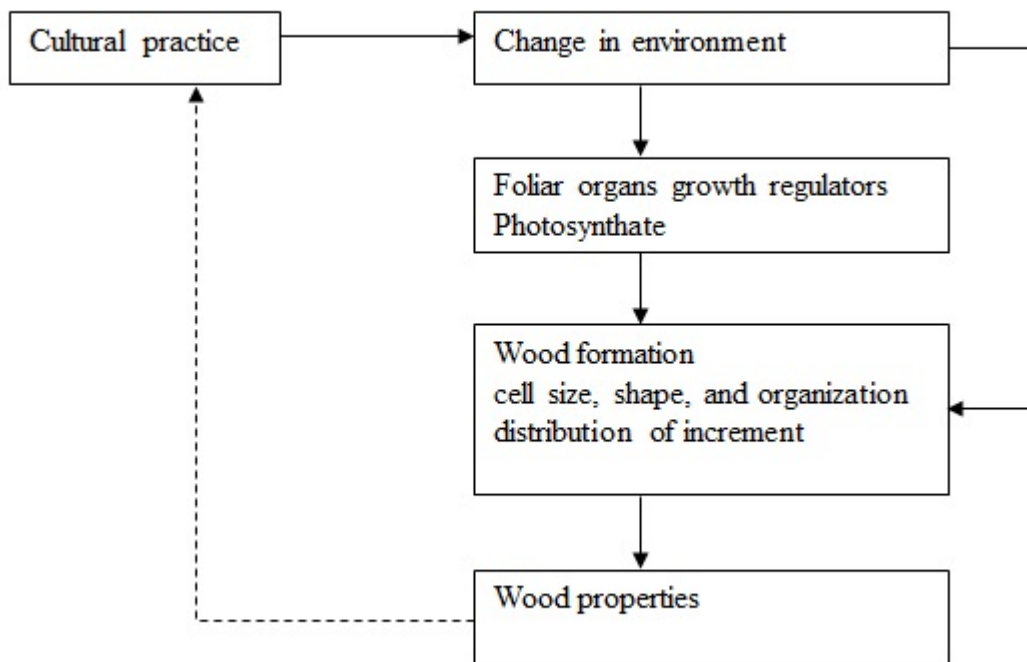 Cultural practice
Change in environment
Foliar organs growth regulators
Photosynthate
Wood formation
cell size, shape, and organization
distribution of increment
Wood properties